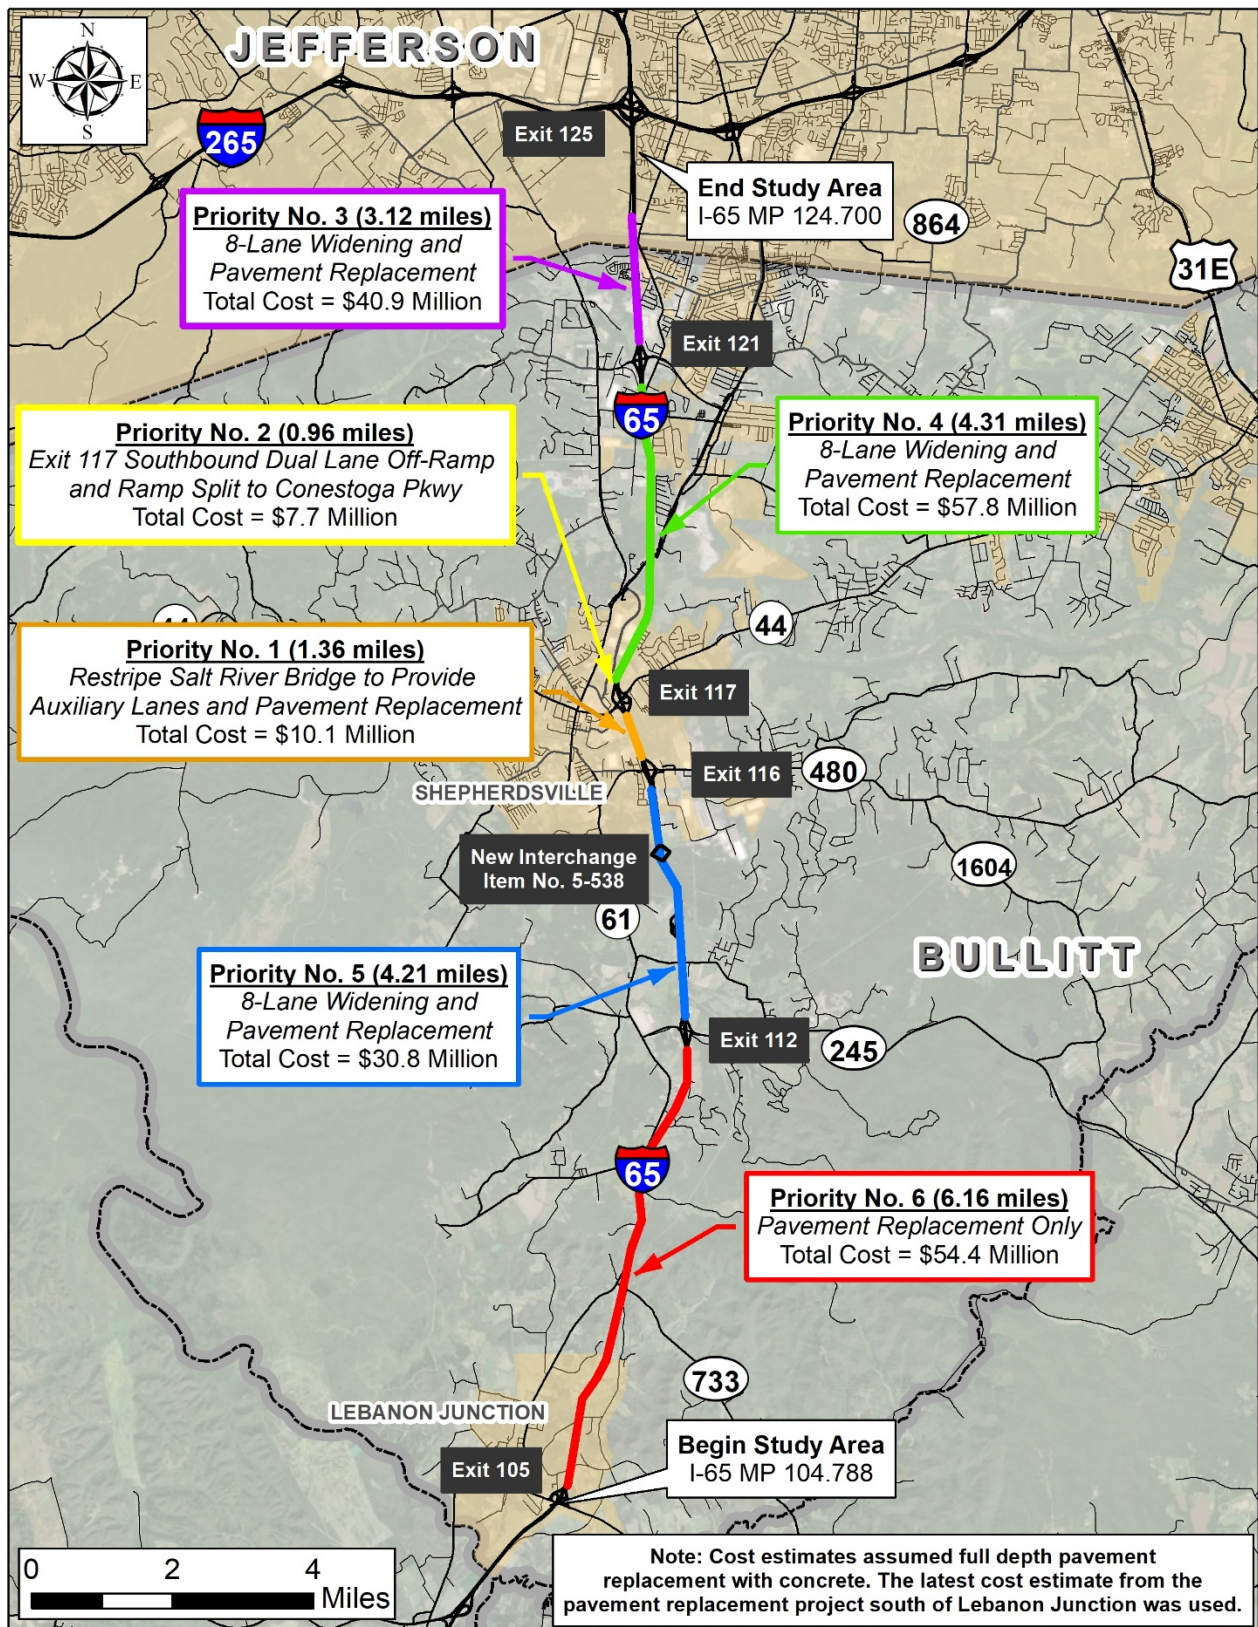 JEFFERSON
N
W
E
S
265
Exit 125
End Study Area
I-65 MP 124.700
864
31E
Priority No. 3 (3.12 miles)
8-Lane Widening and
Pavement Replacement
Total Cost = $40.9 Million
Exit 121
65
Priority No. 2 (0.96 miles)
Exit 117 Southbound Dual Lane Off-Ramp
and Ramp Split to Conestoga Pkwy
Total Cost = $7.7 Million
Priority No. 4 (4.31 miles)
8-Lane Widening and
Pavement Replacement
Total Cost = $57.8 Million
44
44
Priority No. 1 (1.36 miles)
Restripe Salt River Bridge to Provide
Auxiliary Lanes and Pavement Replacement
Total Cost = $10.1 Million
Exit 117
Exit 116
480
SHEPHERDSVILLE
New Interchange
Item No. 5-538
1604
61
BULLITT
Priority No. 5 (4.21 miles)
8-Lane Widening and
Pavement Replacement
Total Cost = $30.8 Million
Exit 112
245
65
Priority No. 6 (6.16 miles)
Pavement Replacement Only
Total Cost = $54.4 Million
733
LEBANON JUNCTION
Exit 105
Begin Study Area
I-65 MP 104.788
0 2 4
Miles
Note: Cost estimates assumed full depth pavement
replacement with concrete. The latest cost estimate from the
pavement replacement project south of Lebanon Junction was used.